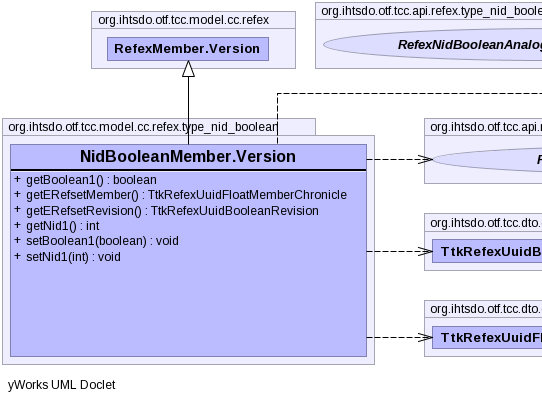 org.ihtsdo.otf.tcc.model.cc.refex
RefexMember.Version
org.ihtsdo.otf.tcc.api.refex.type_nid_boole
RefexNidBooleanAnalog
org.ihtsdo.otf.tcc.model.cc.refex.type_nid_boolean
NidBooleanMember.Version
+ getBoolean1() : boolean
+ getERefsetMember() : TtkRefexUuidFloatMemberChronicle
+ getERefsetRevision() : TtkRefexUuidBooleanRevision
+ getNid1() : int
+ setBoolean1(boolean) : void
+ setNid1(int) : void
org.ihtsdo.otf.tcc.api.r
R
org.ihtsdo.otf.tcc.dto.
TtkRefexUuidB
org.ihtsdo.otf.tcc.dto.
TtkRefexUuidFl
yWorks UML Doclet